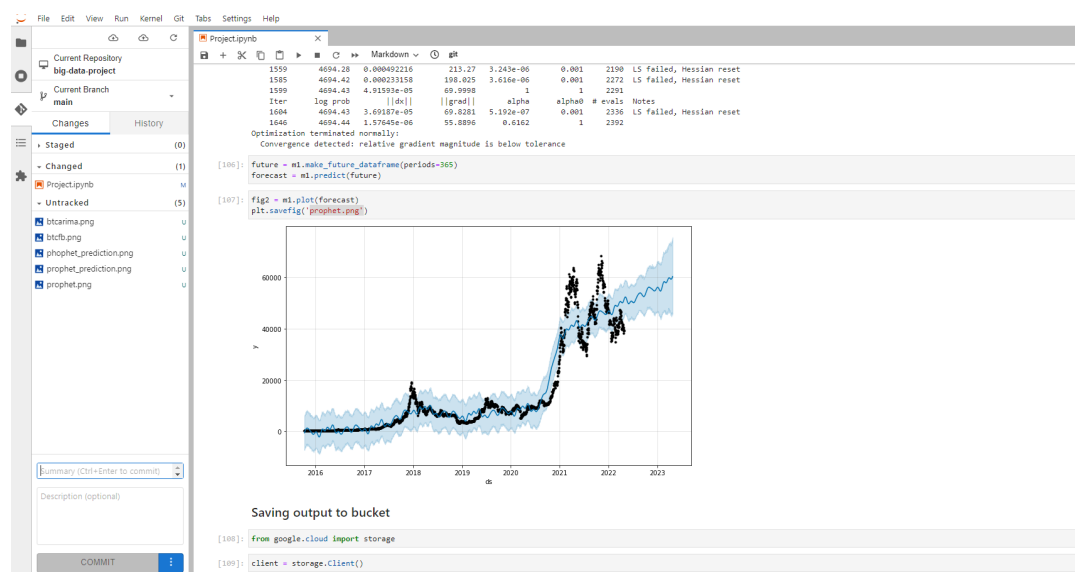 File Edit View Run Kernel Git Tabs Settings Help
Current Repository
big-data-project
Current Branch
main
Changes History
Staged (0)
Changed (1)
Project.ipynb M
Untracked (5)
btcarima.png U
btcfb.png U
phophet_prediction.png U
prophet_prediction.png U
prophet.png U
Summary (Ctrl+Enter to commit)
Description (optional)
COMMIT
Project.ipynb
Markdown git
1559 4694.28 0.000492216 213.27 3.243e-06 0.001 2190 LS failed, Hessian reset
1585 4694.42 0.000233158 198.025 3.616e-06 0.001 2272 LS failed, Hessian reset
1599 4694.43 4.91593e-05 69.9998 1 1 2291
Iter log prob ||dx|| ||grad|| alpha alpha0 # evals Notes
1604 4694.43 3.69187e-05 69.8281 5.192e-07 0.001 2336 LS failed, Hessian reset
1646 4694.44 1.57645e-06 55.8896 0.6162 1 2392
Optimization terminated normally:
Convergence detected: relative gradient magnitude is below tolerance
[106]: future = m1.make_future_dataframe(periods=365)
forecast = m1.predict(future)
[107]: fig2 = m1.plot(forecast)
plt.savefig('prophet.png')
60000
40000
y
20000
0
2016 2017 2018 2019 2020 2021 2022 2023
ds
Saving output to bucket
[108]: from google.cloud import storage
[109]: client = storage.Client()